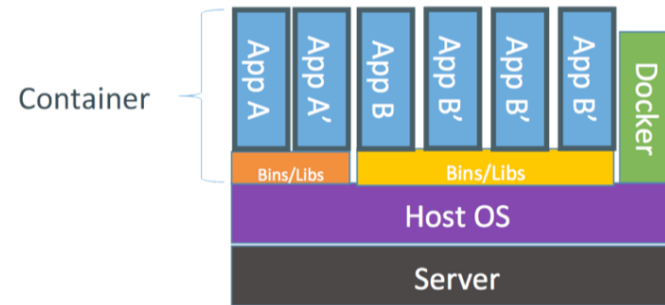 Container
App A
App A’
App B
App B’
App B’
App B’
Docker
Bins/Libs
Bins/Libs
Host OS
Server